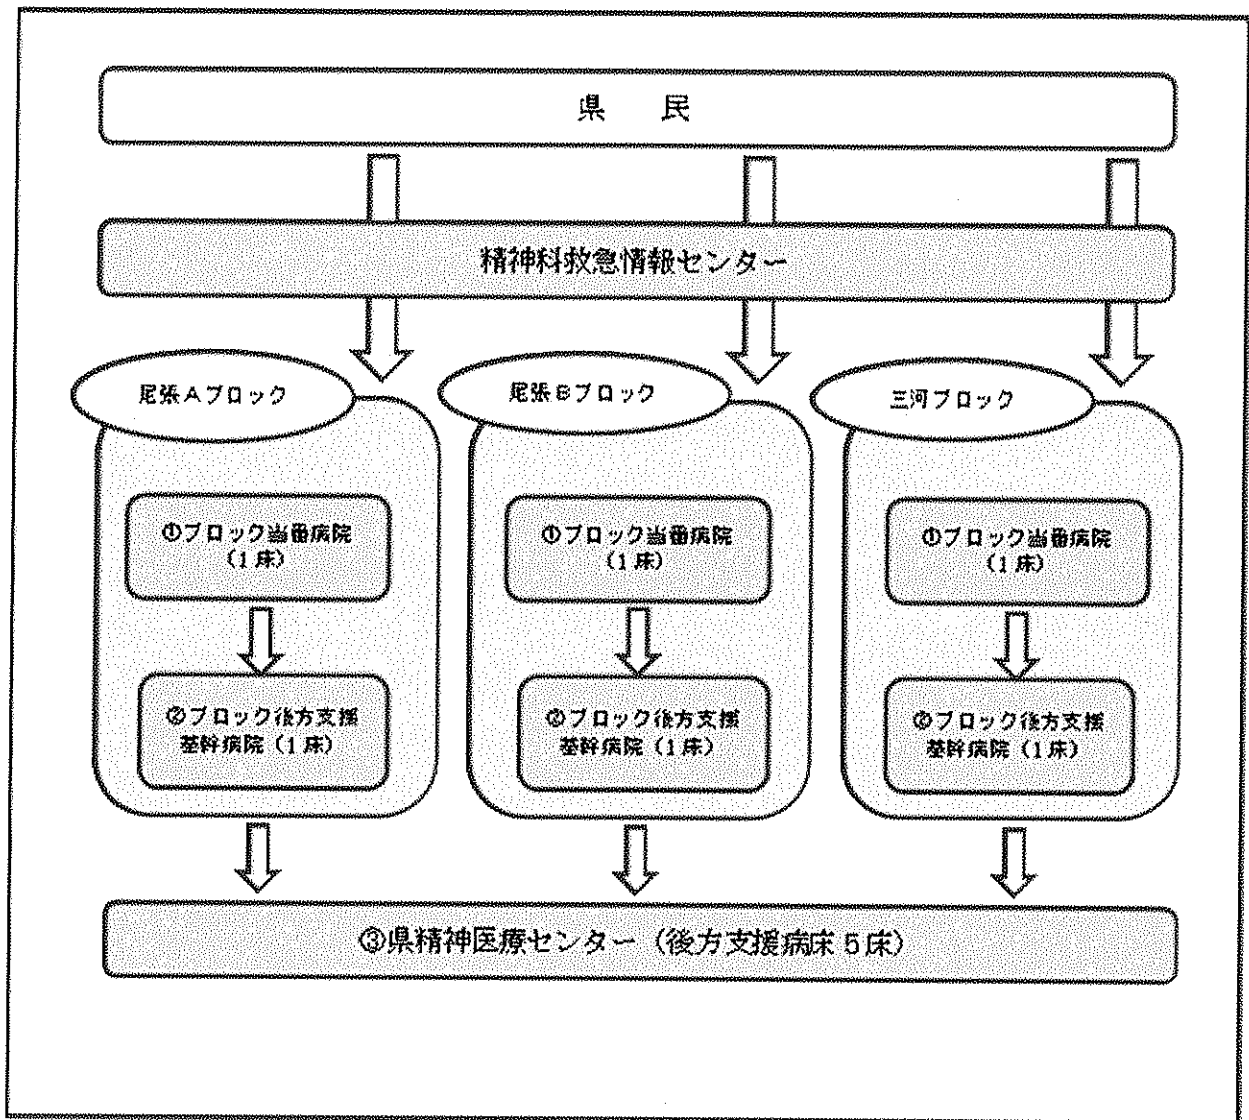 県 民
精神科救急情報センター
尾張Aブロック
①ブロック当番病院
(1床)
②ブロック後方支援
基幹病院(1床)
尾張Bブロック
①ブロック当番病院
(1床)
②ブロック後方支援
基幹病院(1床)
三河ブロック
①ブロック当番病院
(1床)
②ブロック後方支援
基幹病院(1床)
③県精神医療センター(後方支援病床5床)